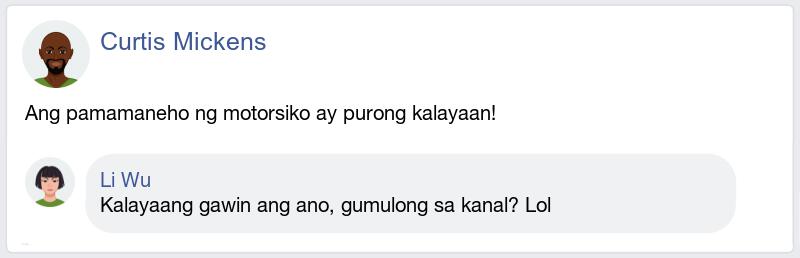 Curtis Mickens
Ang pamamaneho ng motorsiko ay purong kalayaan!
Li Wu
Kalayaang gawin ang ano, gumulong sa kanal? Lol